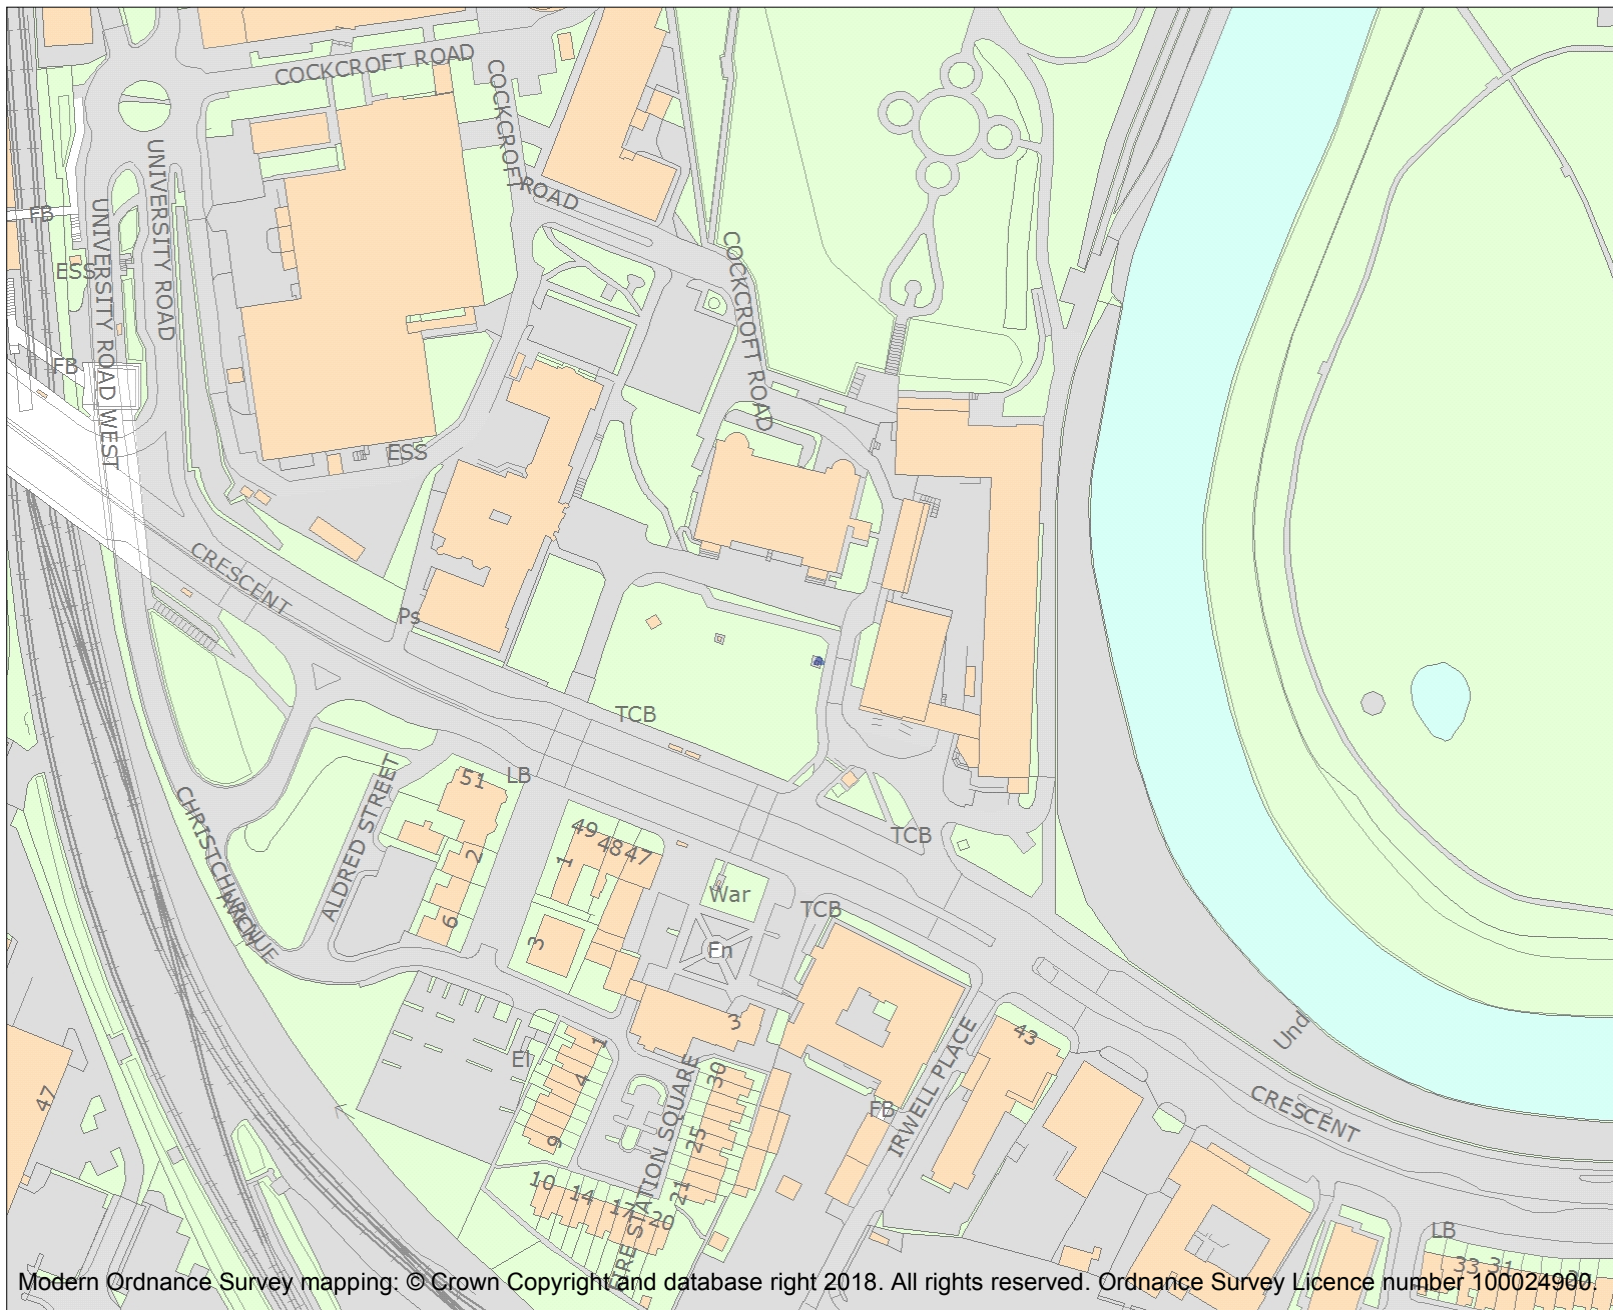 COCKCROFT ROAD
COCKCROFT ROAD
UNIVERSITY ROAD
UNIVERSITY ROAD WEST
FB
ESS
COCKCROFT ROAD
FB
ESS
CRESCENT
Ps
TCB
LB
51
2
6
ALDRED STREET
CHRISTCHURCH AVENUE
49
48
47
1
3
TCB
War
TCB
Fn
3
43
IRWELL PLACE
FB
Und
CRESCENT
El
1
4
9
30
25
21
FIRE STATION SQUARE
10
14
17
20
47
LB
33
31
Modern Ordnance Survey mapping: © Crown Copyright and database right 2018. All rights reserved. Ordnance Survey Licence number 100024900.